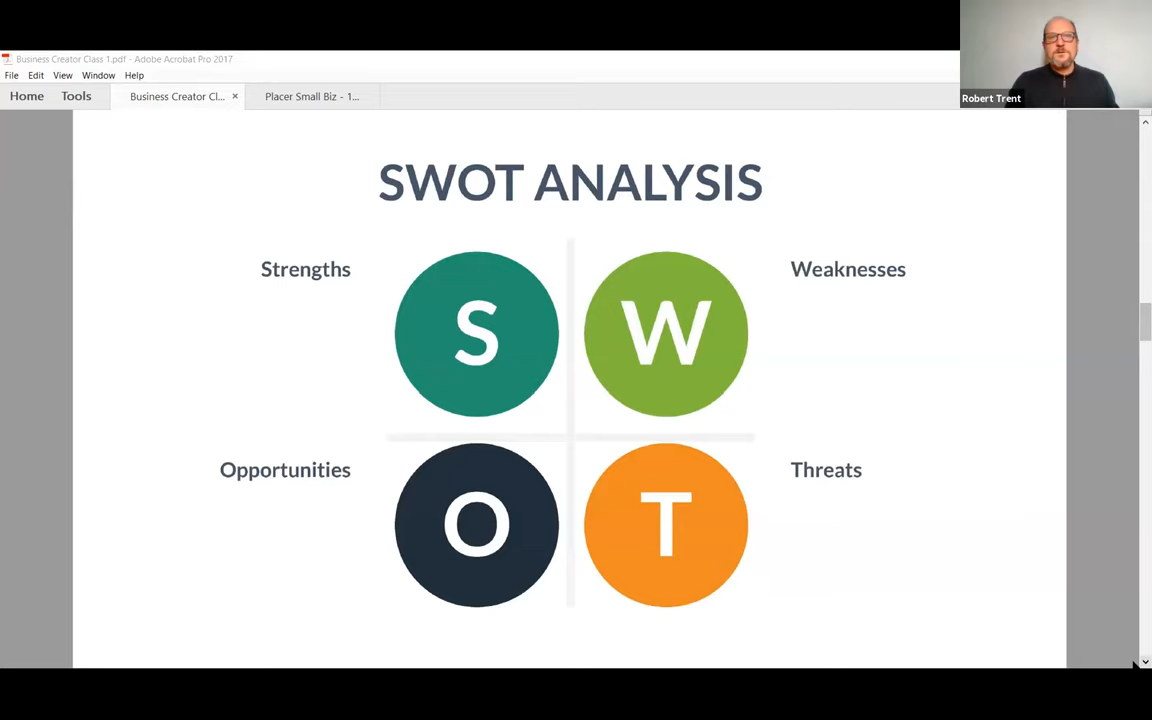 Business Creator Class 1.pdf - Adobe Acrobat Pro 2017
File Edit View Window Help
Home Tools Business Creator Cl... × Placer Small Biz - 1...
Robert Trent
SWOT ANALYSIS
Strengths
S
W
Weaknesses
Opportunities
O
T
Threats